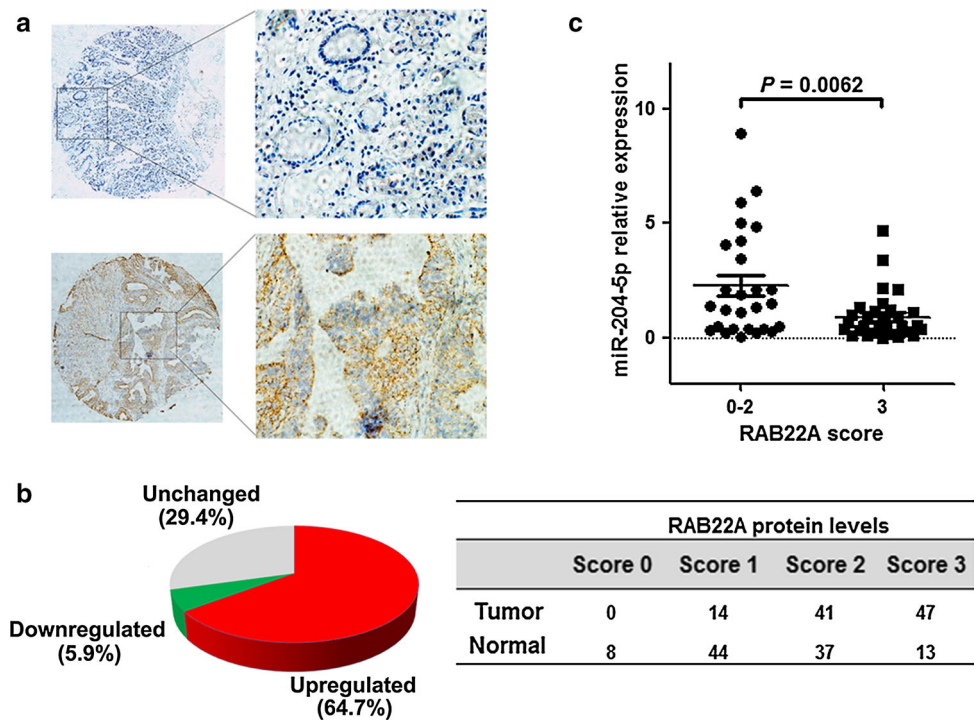 a
c
P = 0.0062
10
5
0
miR-204-5p relative expression
0-2
3
RAB22A score
b
Unchanged
(29.4%)
Downregulated
(5.9%)
Upregulated
(64.7%)
RAB22A protein levels
Score 0 Score 1 Score 2 Score 3
Tumor 0 14 41 47
Normal 8 44 37 13